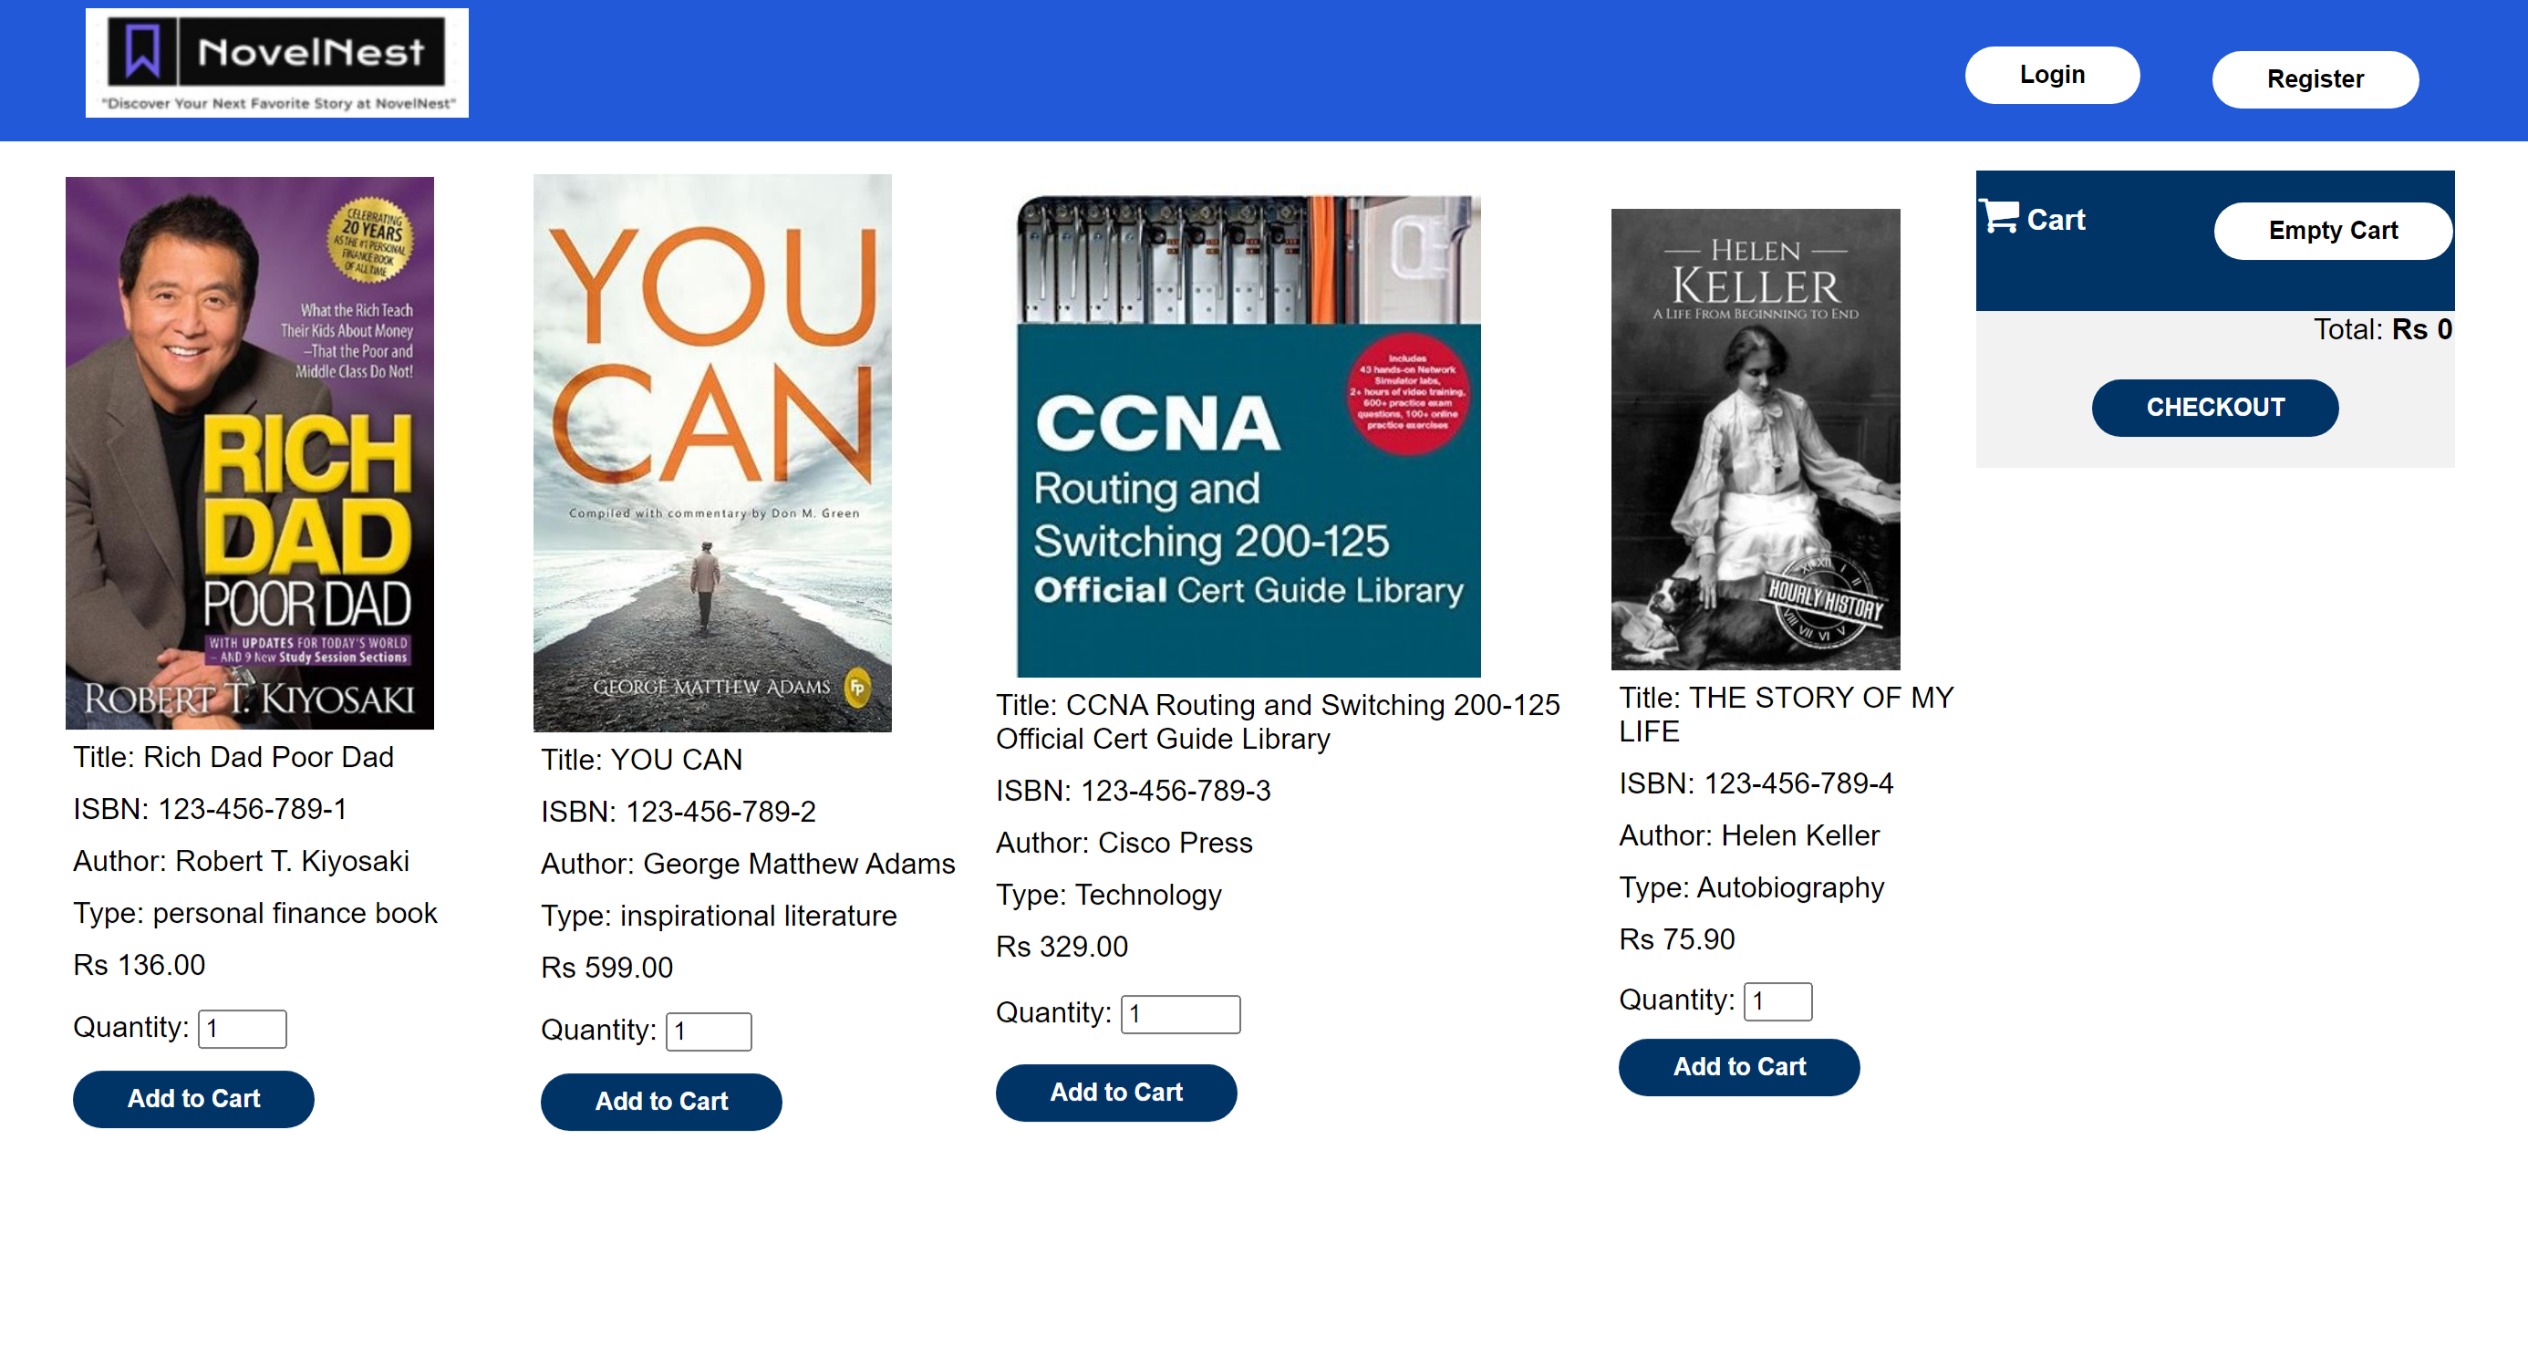 NovelNest
"Discover Your Next Favorite Story at NovelNest"
Login
Register
CELEBRATING
20 YEARS
AS THE #1 PERSONAL
FINANCE BOOK
OF ALL TIME
What the Rich Teach
Their Kids About Money
–That the Poor and
Middle Class Do Not!
RICH
DAD
POOR DAD
WITH UPDATES FOR TODAY'S WORLD
– AND 9 New Study Session Sections
ROBERT T. KIYOSAKI
Title: Rich Dad Poor Dad
ISBN: 123-456-789-1
Author: Robert T. Kiyosaki
Type: personal finance book
Rs 136.00
Quantity: 1
Add to Cart
YOU
CAN
Compiled with commentary by Don M. Green
GEORGE MATTHEW ADAMS
FP
Title: YOU CAN
ISBN: 123-456-789-2
Author: George Matthew Adams
Type: inspirational literature
Rs 599.00
Quantity: 1
Add to Cart
Includes
43 hands-on Network
Simulator labs,
2+ hours of video training,
600+ practice exam
questions, 100+ online
practice exercises
CCNA
Routing and
Switching 200-125
Official Cert Guide Library
Title: CCNA Routing and Switching 200-125
Official Cert Guide Library
ISBN: 123-456-789-3
Author: Cisco Press
Type: Technology
Rs 329.00
Quantity: 1
Add to Cart
HELEN
KELLER
A LIFE FROM BEGINNING TO END
HOURLY HISTORY
Title: THE STORY OF MY
LIFE
ISBN: 123-456-789-4
Author: Helen Keller
Type: Autobiography
Rs 75.90
Quantity: 1
Add to Cart
Cart
Empty Cart
Total: Rs 0
CHECKOUT